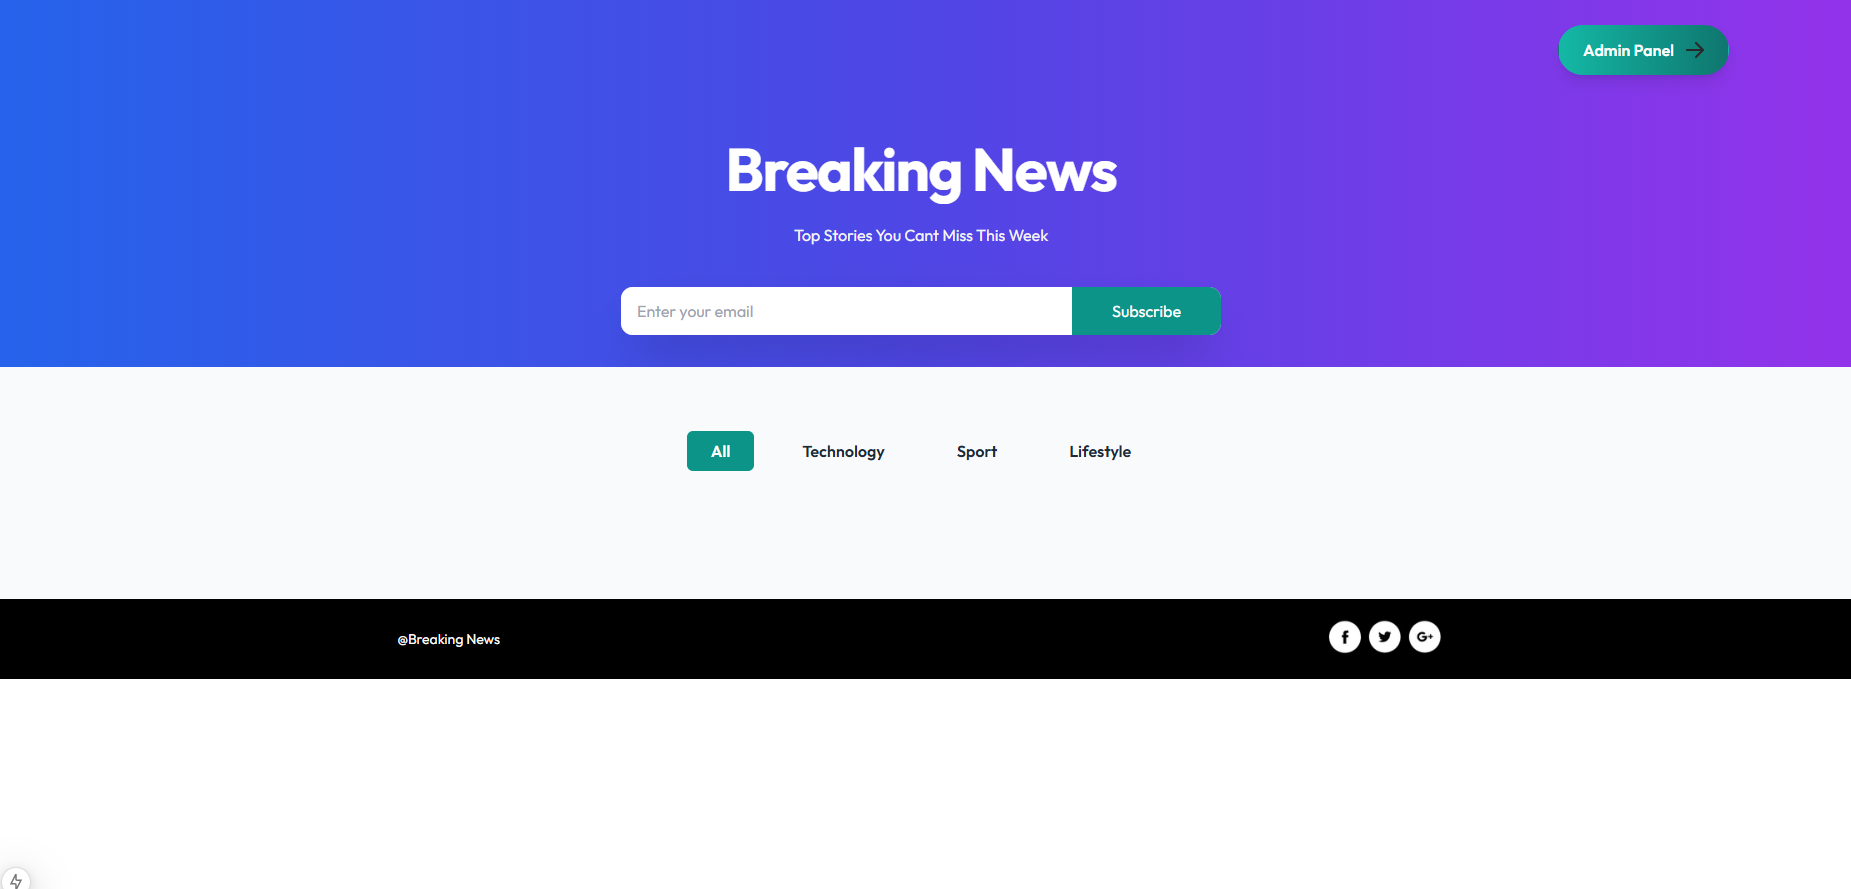 Admin Panel
Breaking News
Top Stories You Cant Miss This Week
Enter your email
Subscribe
All
Technology
Sport
Lifestyle
@Breaking News
f
G+